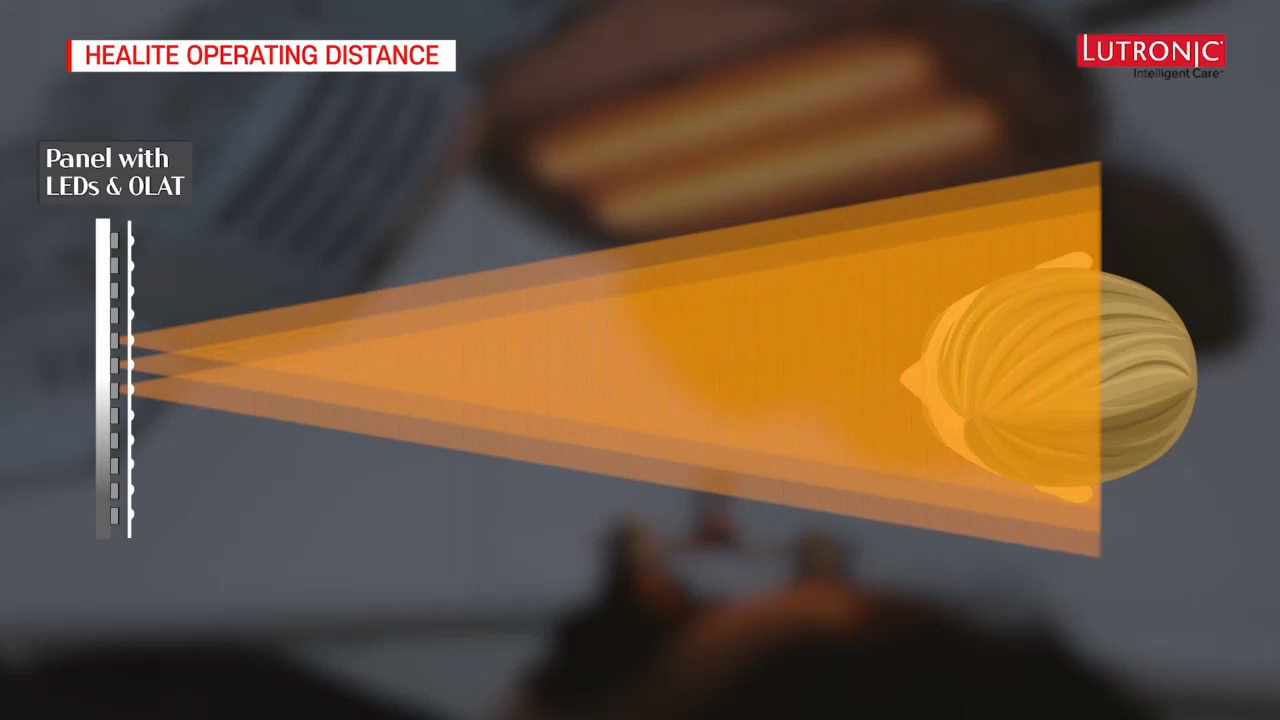 HEALITE OPERATING DISTANCE
LUTRONIC
Intelligent Care
Panel with
LEDs & OLAT